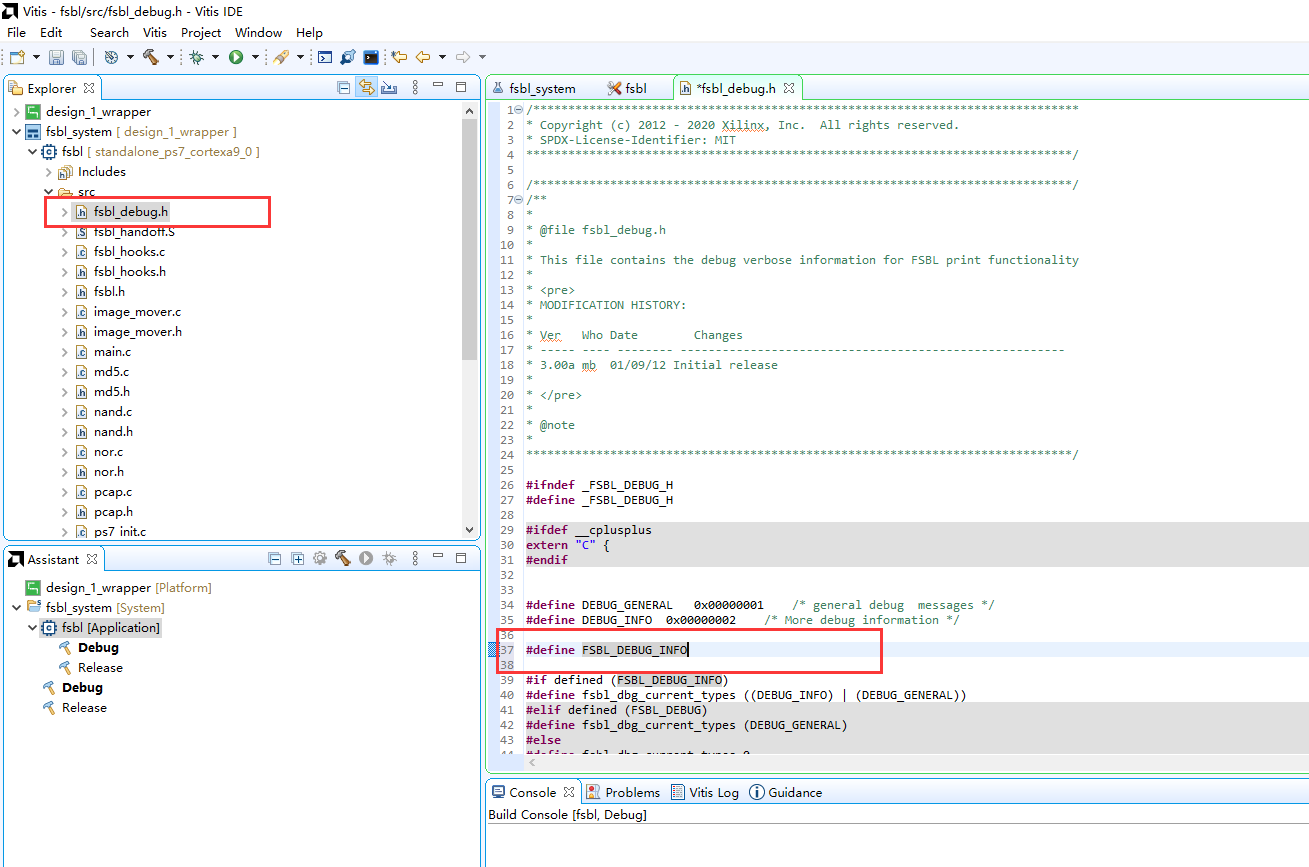 Vitis - fsbl/src/fsbl_debug.h - Vitis IDE
File Edit Search Vitis Project Window Help
Explorer
design_1_wrapper
fsbl_system [ design_1_wrapper ]
fsbl [ standalone_ps7_cortexa9_0 ]
Includes
src
fsbl_debug.h
fsbl_handoff.S
fsbl_hooks.c
fsbl_hooks.h
fsbl.h
image_mover.c
image_mover.h
main.c
md5.c
md5.h
nand.c
nand.h
nor.c
nor.h
pcap.c
pcap.h
ps7_init.c
Assistant
design_1_wrapper [Platform]
fsbl_system [System]
fsbl [Application]
Debug
Release
Debug
Release
fsbl_system fsbl *fsbl_debug.h
1 /******************************************************************************
2 * Copyright (c) 2012 - 2020 Xilinx, Inc.  All rights reserved.
3 * SPDX-License-Identifier: MIT
4 ******************************************************************************/
5
6 /*****************************************************************************/
7 /**
8 *
9 * @file fsbl_debug.h
10 *
11 * This file contains the debug verbose information for FSBL print functionality
12 *
13 * <pre>
14 * MODIFICATION HISTORY:
15 *
16 * Ver   Who Date        Changes
17 * ----- ---- -------- -------------------------------------------------------
18 * 3.00a mb  01/09/12 Initial release
19 *
20 * </pre>
21 *
22 * @note
23 *
24 ******************************************************************************/
25
26 #ifndef _FSBL_DEBUG_H
27 #define _FSBL_DEBUG_H
28
29 #ifdef __cplusplus
30 extern "C" {
31 #endif
32
33
34 #define DEBUG_GENERAL   0x00000001    /* general debug  messages */
35 #define DEBUG_INFO  0x00000002    /* More debug information */
36
37 #define FSBL_DEBUG_INFO
38
39 #if defined (FSBL_DEBUG_INFO)
40 #define fsbl_dbg_current_types ((DEBUG_INFO) | (DEBUG_GENERAL))
41 #elif defined (FSBL_DEBUG)
42 #define fsbl_dbg_current_types (DEBUG_GENERAL)
43 #else
44 #define fsbl_dbg_current_types 0
Console Problems Vitis Log Guidance
Build Console [fsbl, Debug]